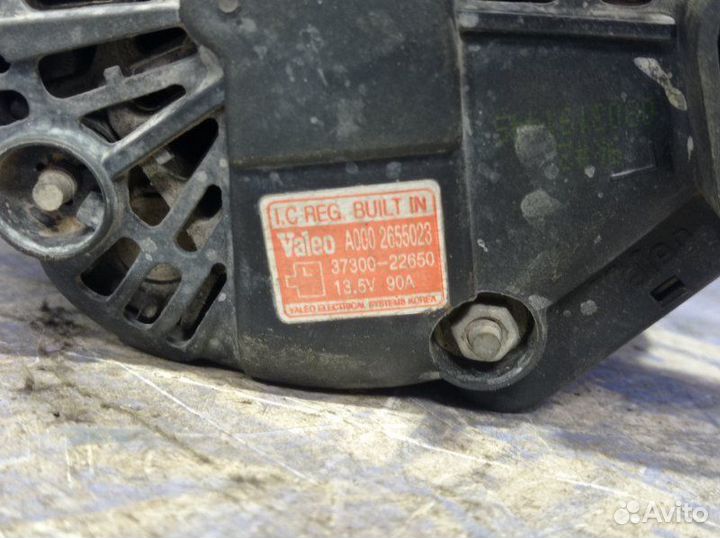 I.C REG. BUILT IN
Valeo A000 2655023
37300-22650
13.5V 90A
VALEO ELECTRICAL SYSTEMS KOREA
Avito